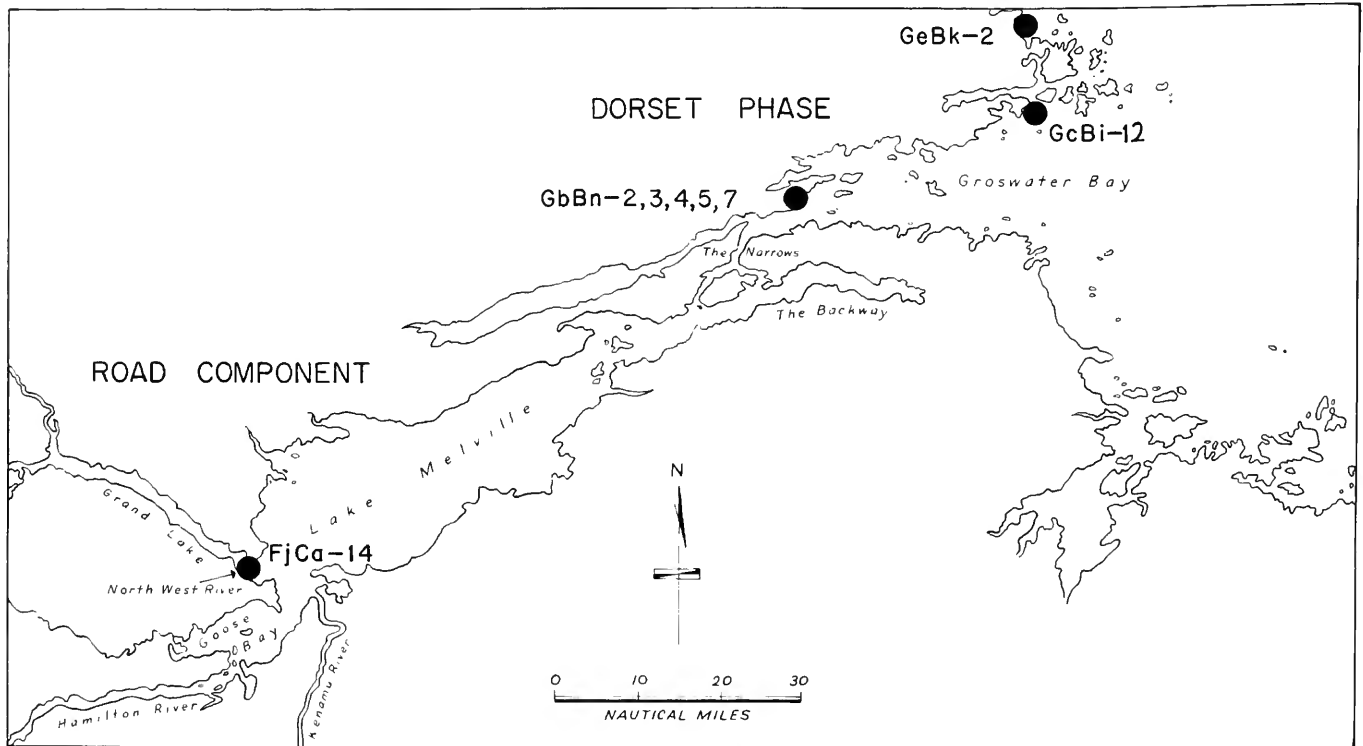 GeBk-2
DORSET PHASE
GcBi-12
GbBn-2,3,4,5,7
Groswater Bay
The Narrows
The Backway
ROAD COMPONENT
Lake Melville
Grand Lake
FjCa-14
North West River
Goose Bay
Hamilton River
Kenamu River
N
0 10 20 30
NAUTICAL MILES